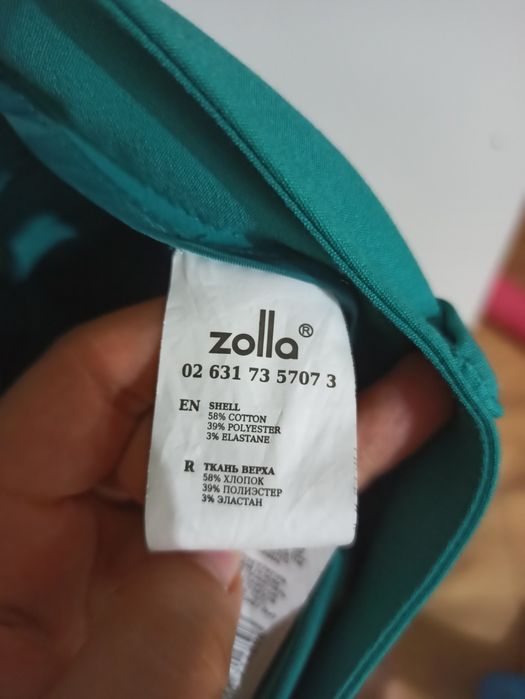 zolla®
02 631 73 5707 3
EN SHELL
58% COTTON
39% POLYESTER
3% ELASTANE
R ТКАНЬ ВЕРХА
58% ХЛОПОК
39% ПОЛИЭСТЕР
3% ЭЛАСТАН